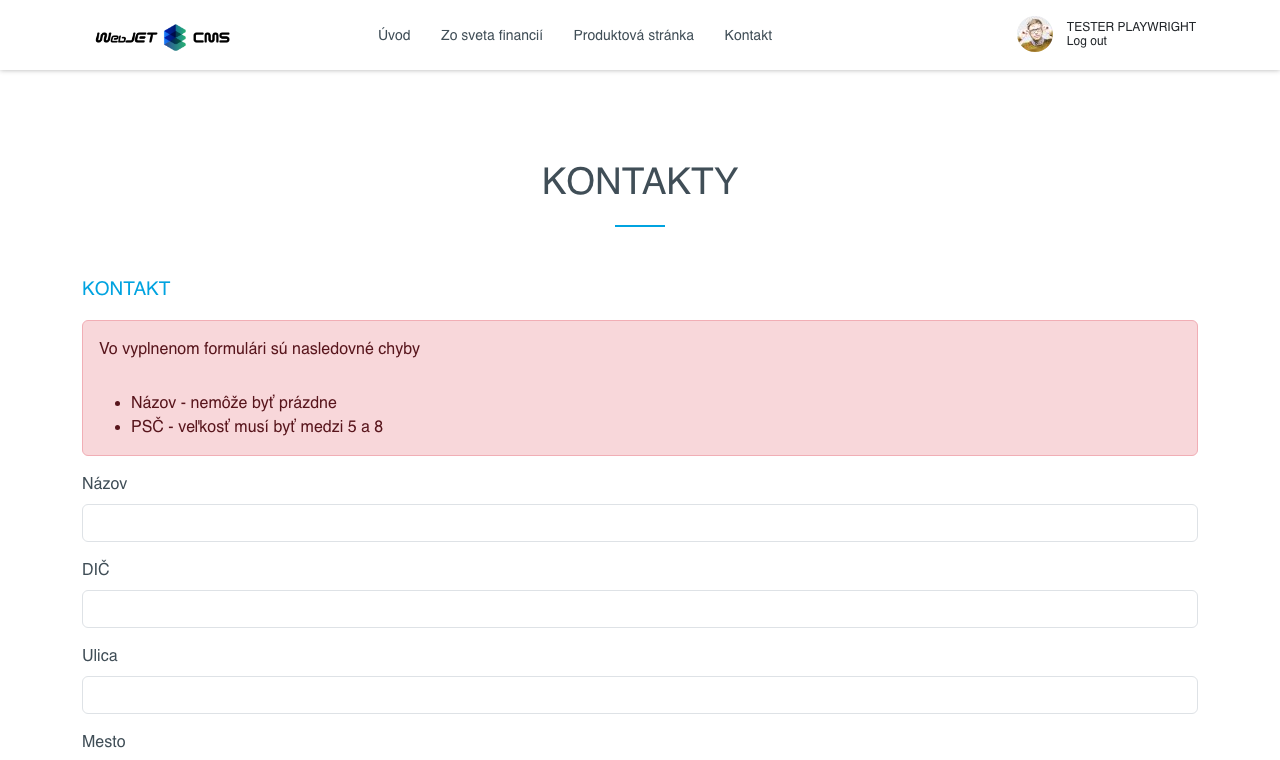 WebJET CMS
Úvod
Zo sveta financií
Produktová stránka
Kontakt
TESTER PLAYWRIGHT
Log out
KONTAKTY
KONTAKT
Vo vyplnenom formulári sú nasledovné chyby
Názov - nemôže byť prázdne
PSČ - veľkosť musí byť medzi 5 a 8
Názov
DIČ
Ulica
Mesto